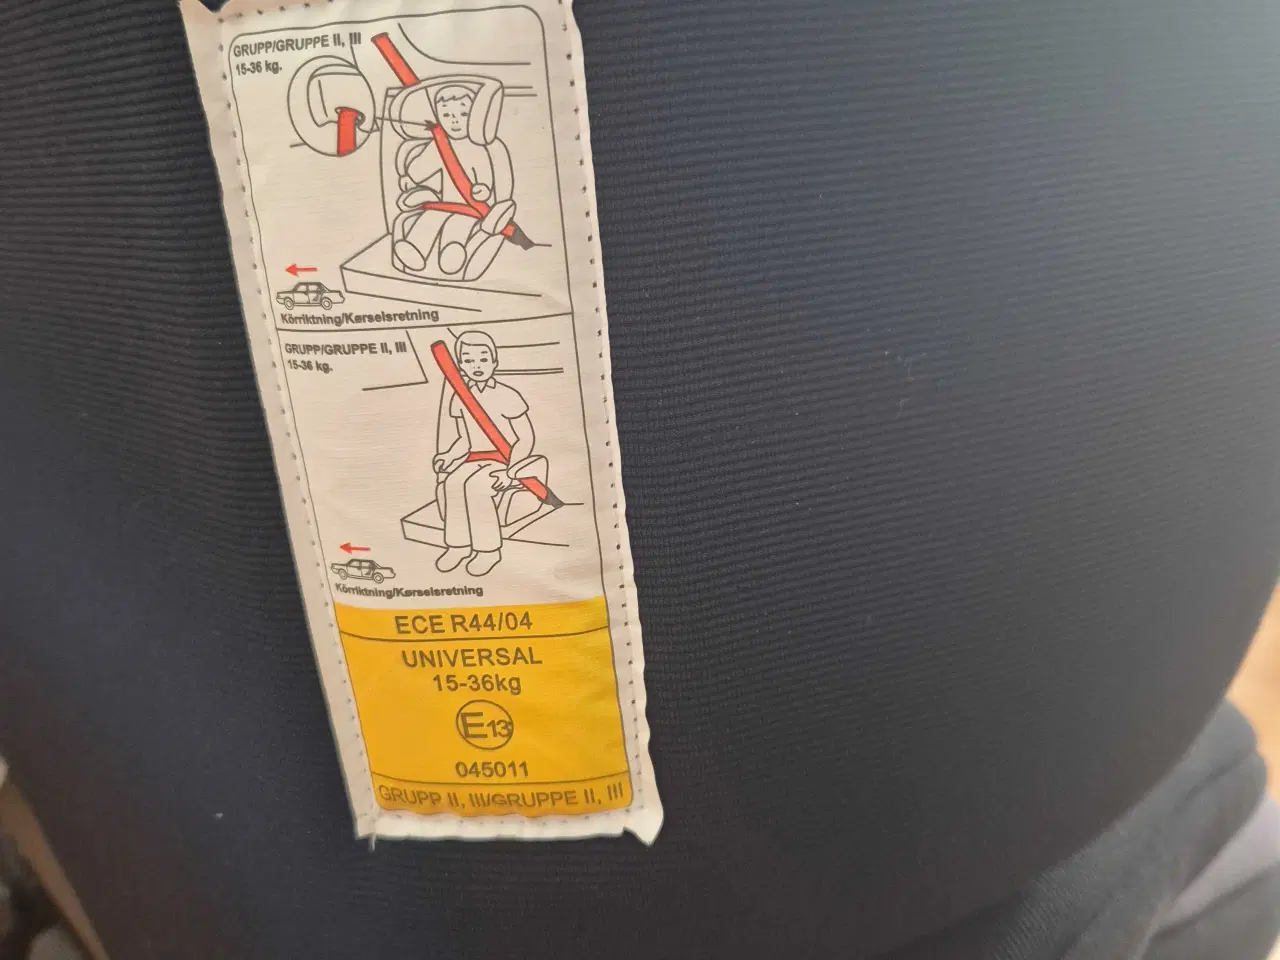 GRUPP/GRUPPE II, III
15-36 kg.
Körriktning/Kørselsretning
GRUPP/GRUPPE II, III
15-36 kg.
Körriktning/Kørselsretning
ECE R44/04
UNIVERSAL
15-36kg
E13
045011
GRUPP II, III/GRUPPE II, III